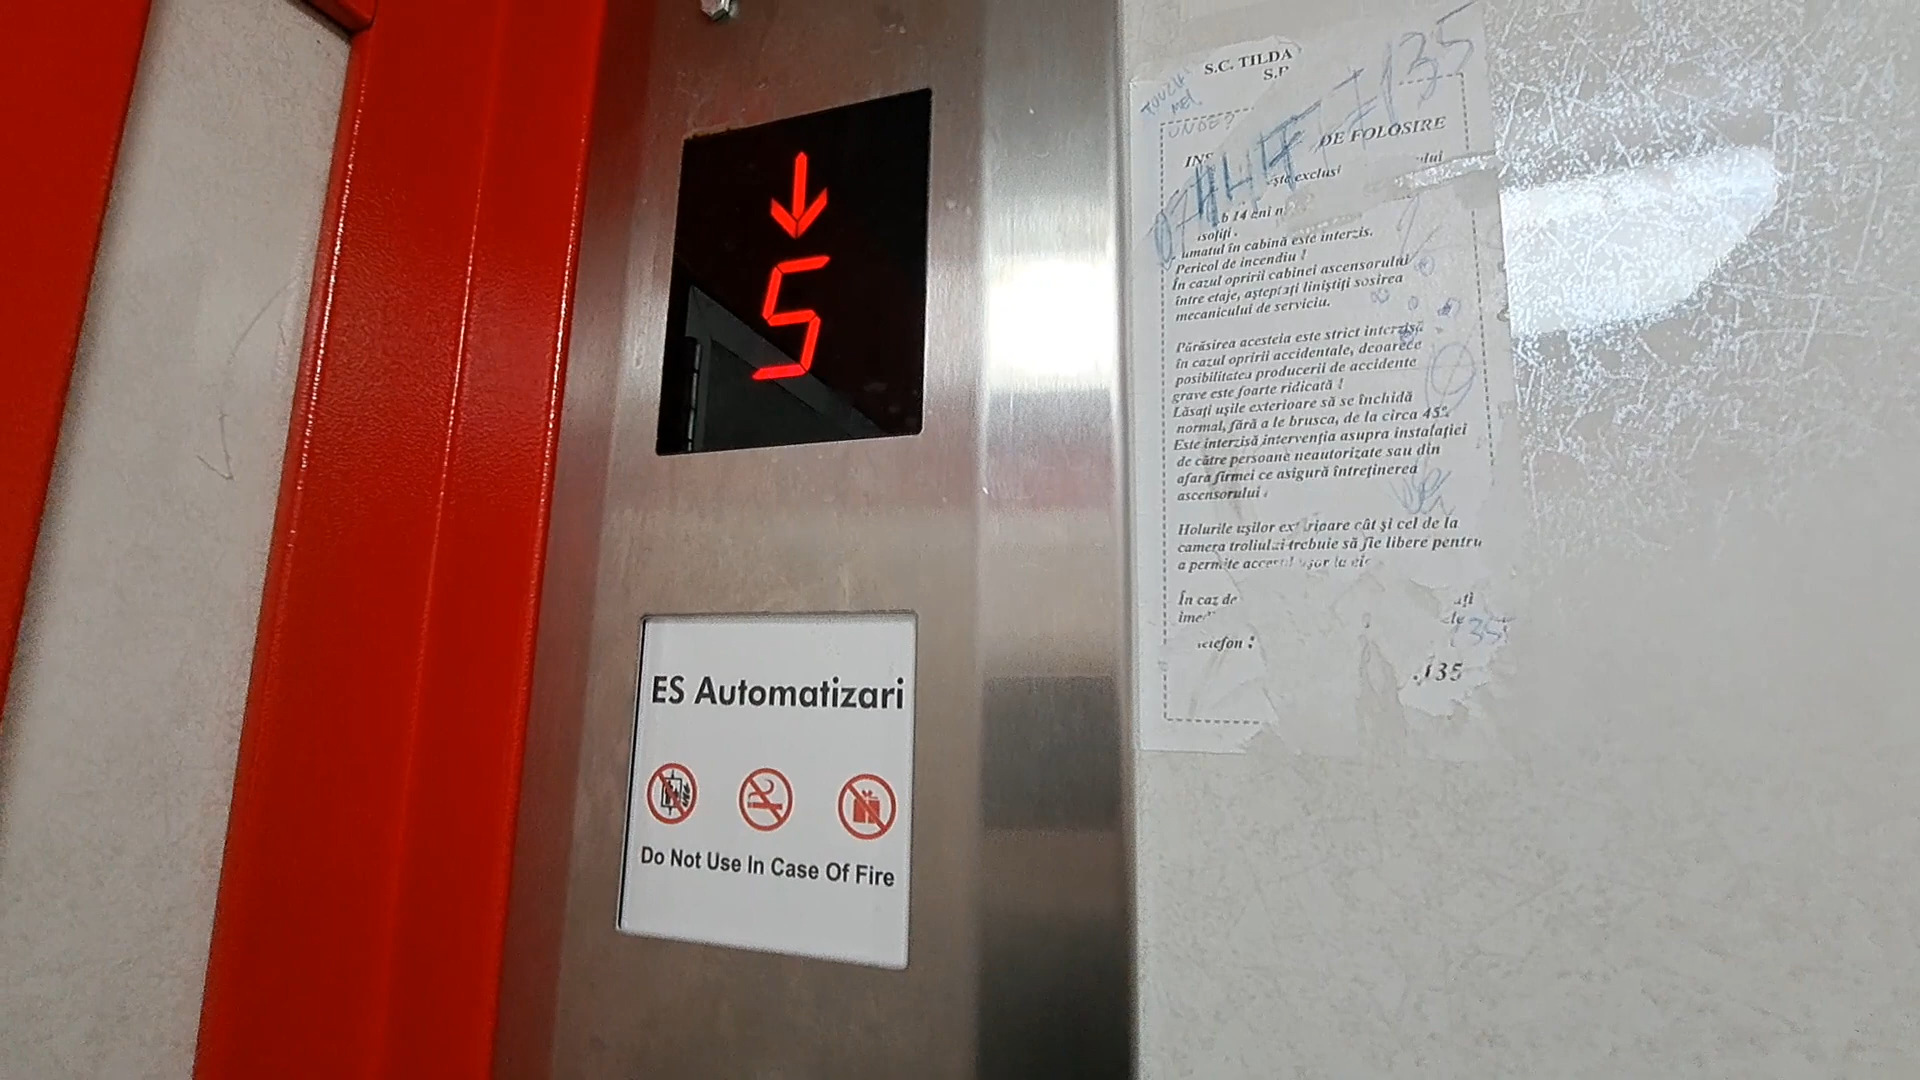 ↓
5
ES Automatizari
Do Not Use In Case Of Fire
S.C. TILDA
UNDE?
DE FOLOSIRE
14
în cabină este interzis.
Pericol de incendiu !
În cazul opririi cabinei ascensorului
între etaje, așteptați liniștiți sosirea
mecanicului de serviciu.
Părăsirea acesteia este strict interzisă
în cazul opririi accidentale, deoarece
posibilitatea producerii de accidente
grave este foarte ridicată !
Lăsați ușile exterioare să se închidă
normal, fără a le brusca, de la circa 45%
Este interzisă intervenția asupra instalației
de către persoane neautorizate sau din
afara firmei ce asigură întreținerea
ascensorului .
Holurile ușilor exterioare cât și cel de la
camera troliului trebuie să fie libere pentru
a permite
În caz de
:
135